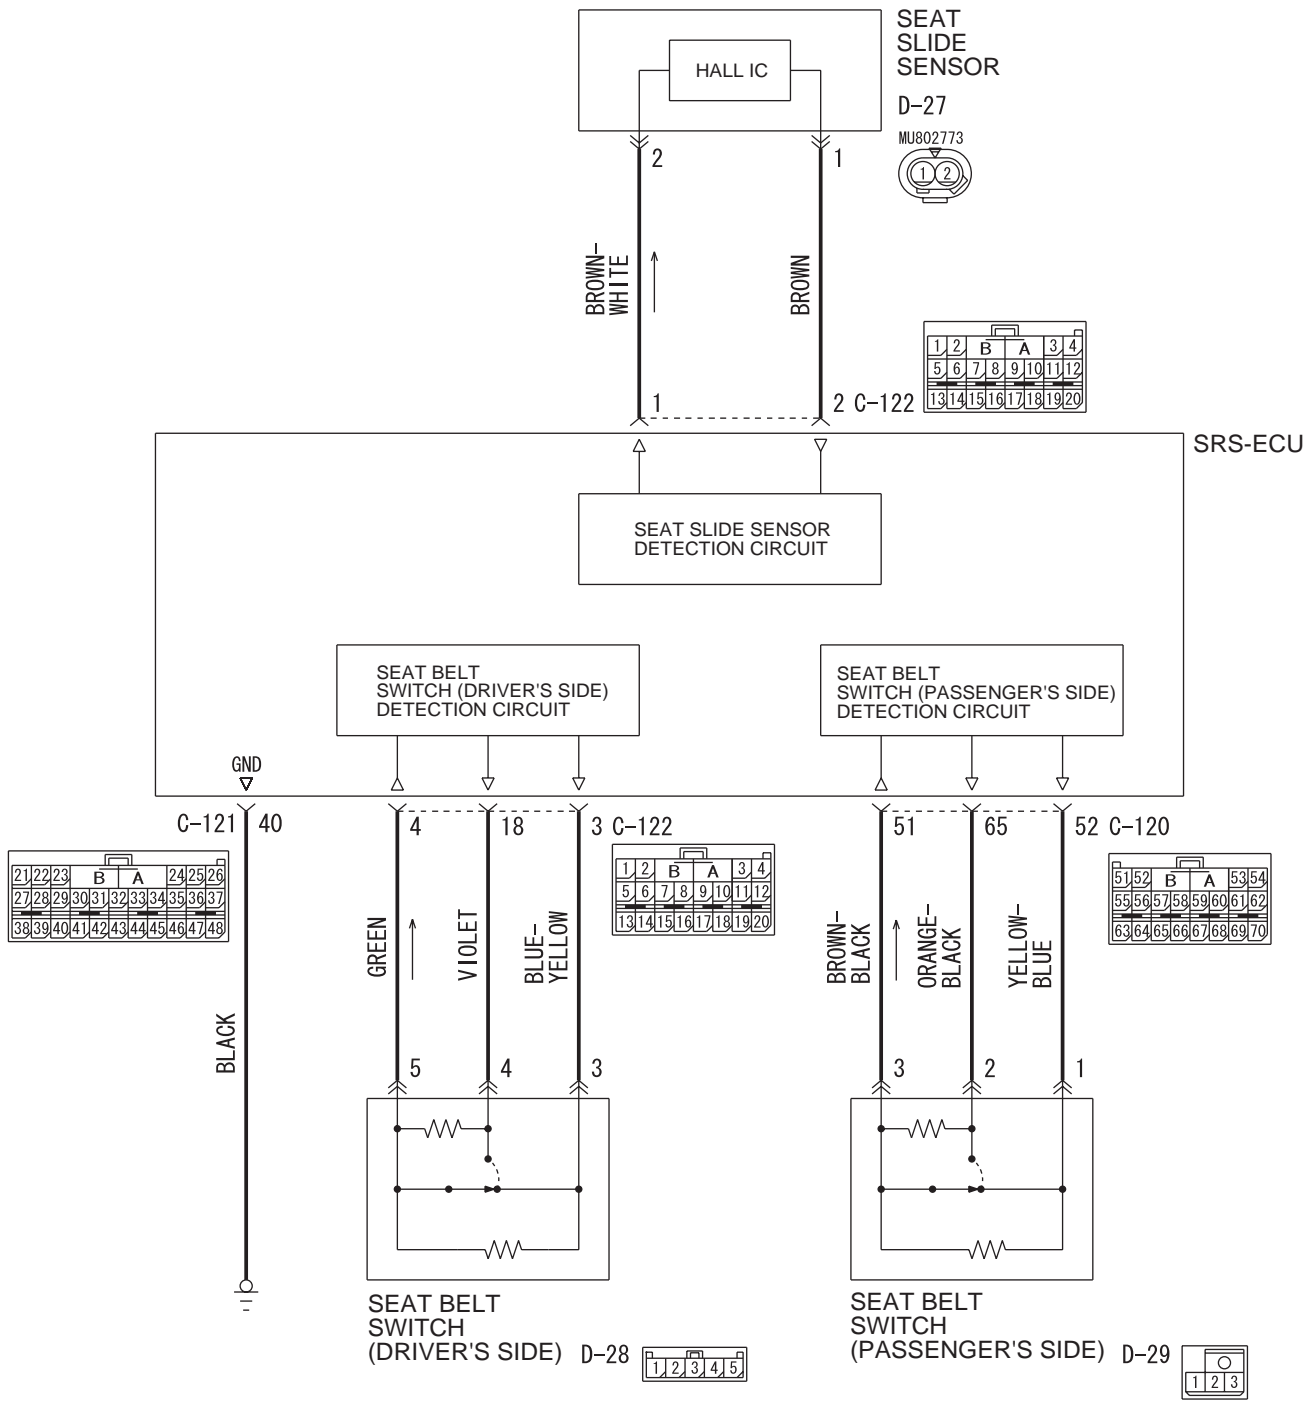 SEAT
SLIDE
SENSOR
HALL IC
D-27
MU802773
1 2
2
1
BROWN-
WHITE
BROWN
1
2 C-122
1 2 B A 3 4
5 6 7 8 9 10 11 12
13 14 15 16 17 18 19 20
SRS-ECU
SEAT SLIDE SENSOR
DETECTION CIRCUIT
SEAT BELT
SWITCH (DRIVER'S SIDE)
DETECTION CIRCUIT
SEAT BELT
SWITCH (PASSENGER'S SIDE)
DETECTION CIRCUIT
GND
C-121 40
4
18
3 C-122
51
65
52 C-120
21 22 23 B A 24 25 26
27 28 29 30 31 32 33 34 35 36 37
38 39 40 41 42 43 44 45 46 47 48
1 2 B A 3 4
5 6 7 8 9 10 11 12
13 14 15 16 17 18 19 20
51 52 B A 53 54
55 56 57 58 59 60 61 62
63 64 65 66 67 68 69 70
BLACK
GREEN
VIOLET
BLUE-
YELLOW
BROWN-
BLACK
ORANGE-
BLACK
YELLOW-
BLUE
5
4
3
3
2
1
SEAT BELT
SWITCH
(DRIVER'S SIDE)
D-28
1 2 3 4 5
SEAT BELT
SWITCH
(PASSENGER'S SIDE)
D-29
1 2 3